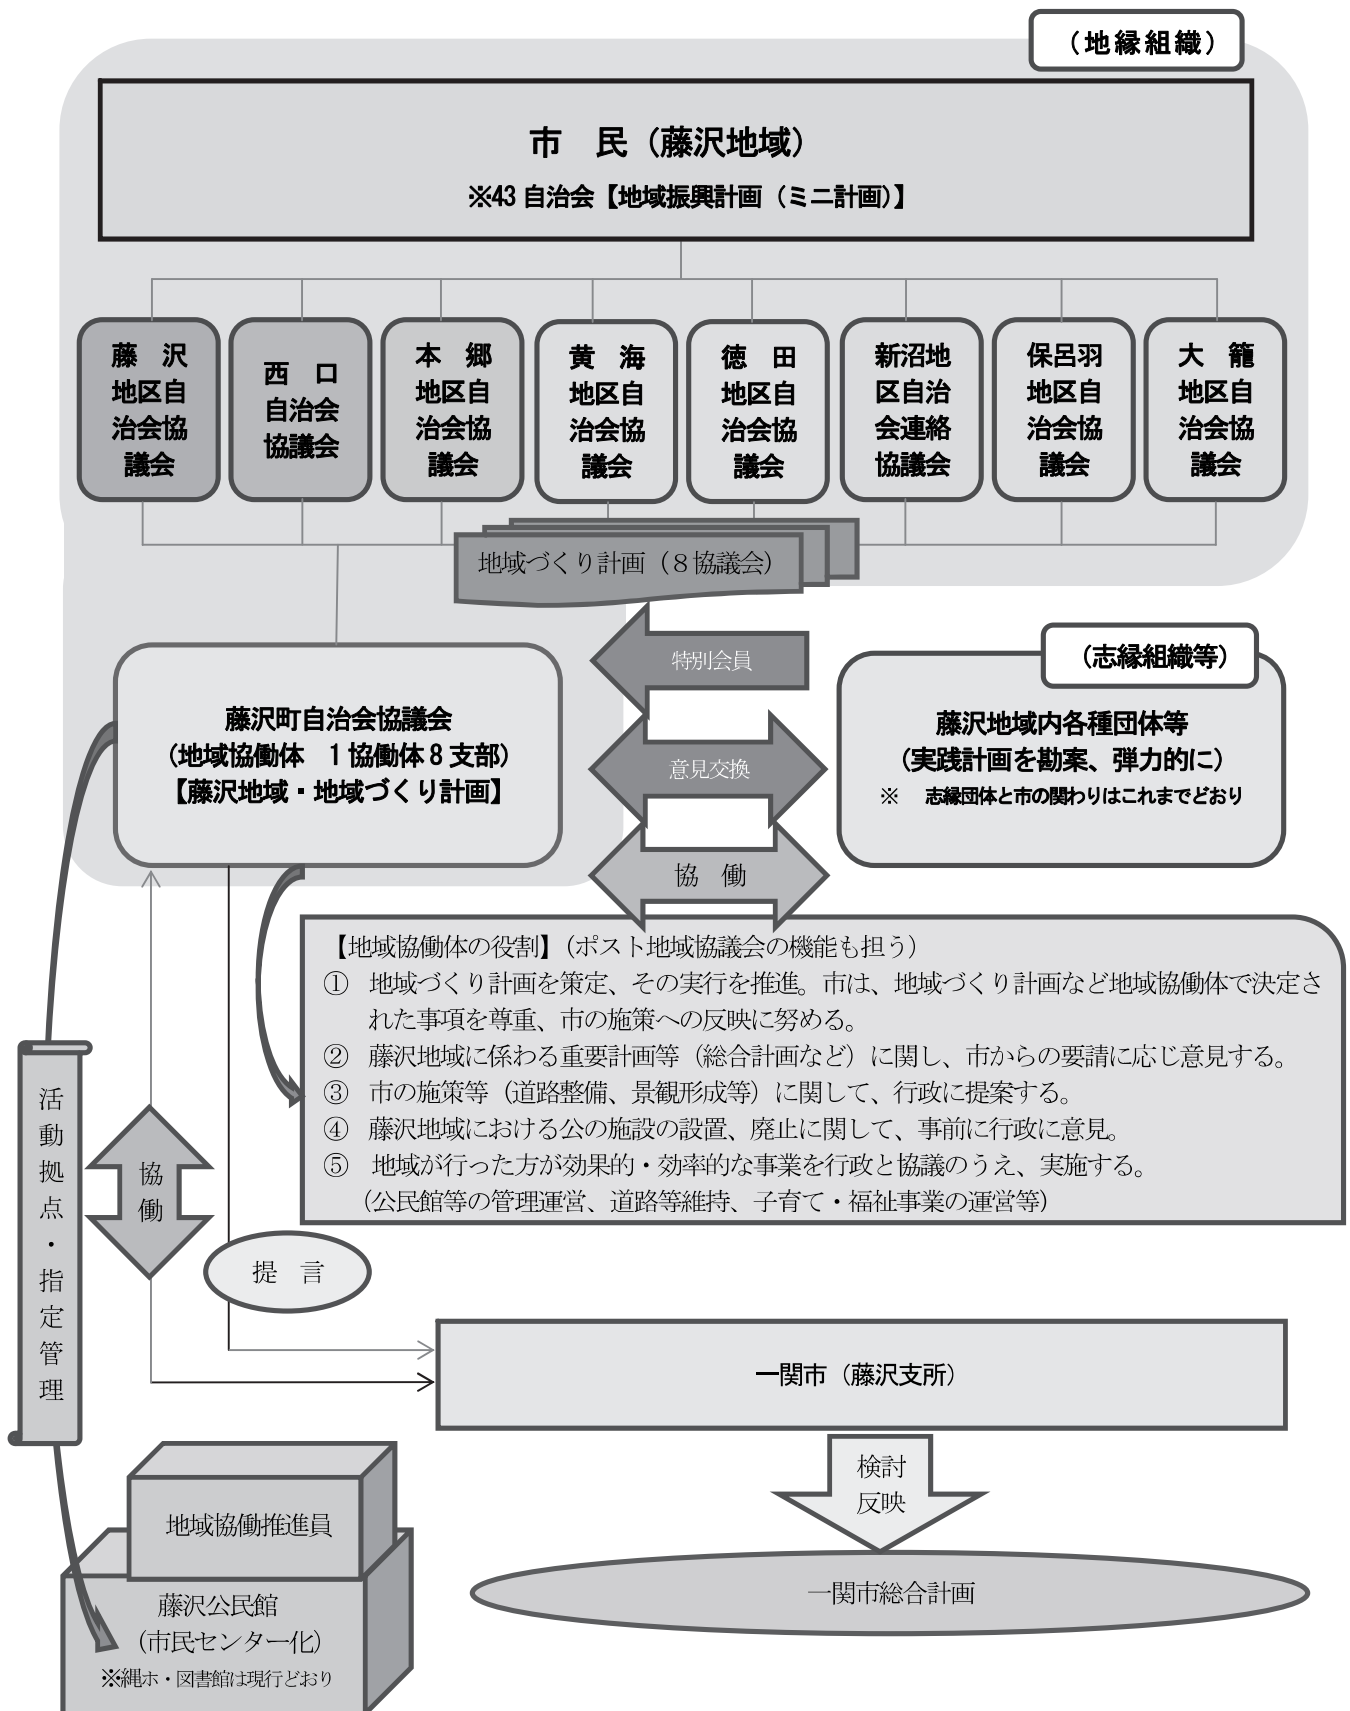 （地縁組織）
市　民（藤沢地域）
※43 自治会【地域振興計画（ミニ計画）】
藤　沢
地区自
治会協
議会
西　口
自治会
協議会
本　郷
地区自
治会協
議会
黄　海
地区自
治会協
議会
徳　田
地区自
治会協
議会
新沼地
区自治
会連絡
協議会
保呂羽
地区自
治会協
議会
大　籠
地区自
治会協
議会
地域づくり計画（８協議会）
特別会員
（志縁組織等）
藤沢町自治会協議会
（地域協働体　１協働体８支部）
【藤沢地域・地域づくり計画】
意見交換
藤沢地域内各種団体等
（実践計画を勘案、弾力的に）
※　志縁団体と市の関わりはこれまでどおり
協　働
【地域協働体の役割】（ポスト地域協議会の機能も担う）
①　地域づくり計画を策定、その実行を推進。市は、地域づくり計画など地域協働体で決定さ
れた事項を尊重、市の施策への反映に努める。
②　藤沢地域に係わる重要計画等（総合計画など）に関し、市からの要請に応じ意見する。
③　市の施策等（道路整備、景観形成等）に関して、行政に提案する。
④　藤沢地域における公の施設の設置、廃止に関して、事前に行政に意見。
⑤　地域が行った方が効果的・効率的な事業を行政と協議のうえ、実施する。
（公民館等の管理運営、道路等維持、子育て・福祉事業の運営等）
活動拠点・指定管理
協働
提　言
一関市（藤沢支所）
検討
反映
一関市総合計画
地域協働推進員
藤沢公民館
（市民センター化）
※縄ホ・図書館は現行どおり